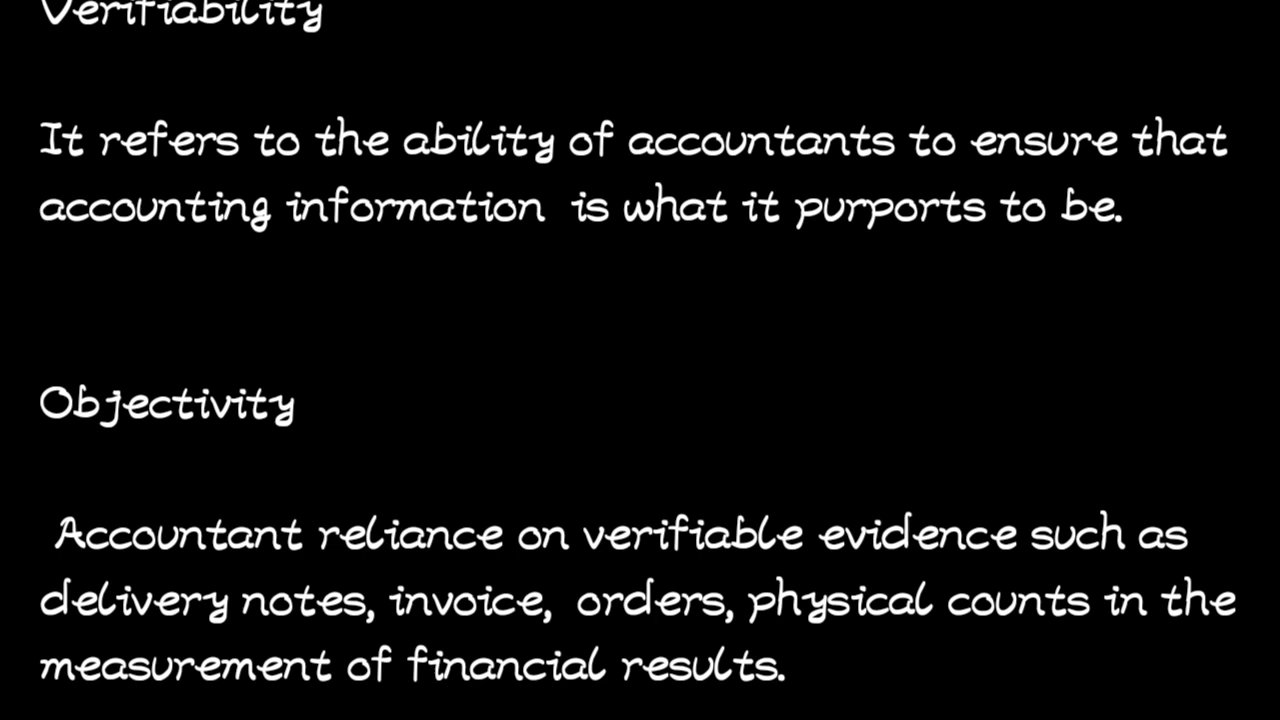 Verifiability
It refers to the ability of accountants to ensure that
accounting information is what it purports to be.
Objectivity
Accountant reliance on verifiable evidence such as
delivery notes, invoice, orders, physical counts in the
measurement of financial results.